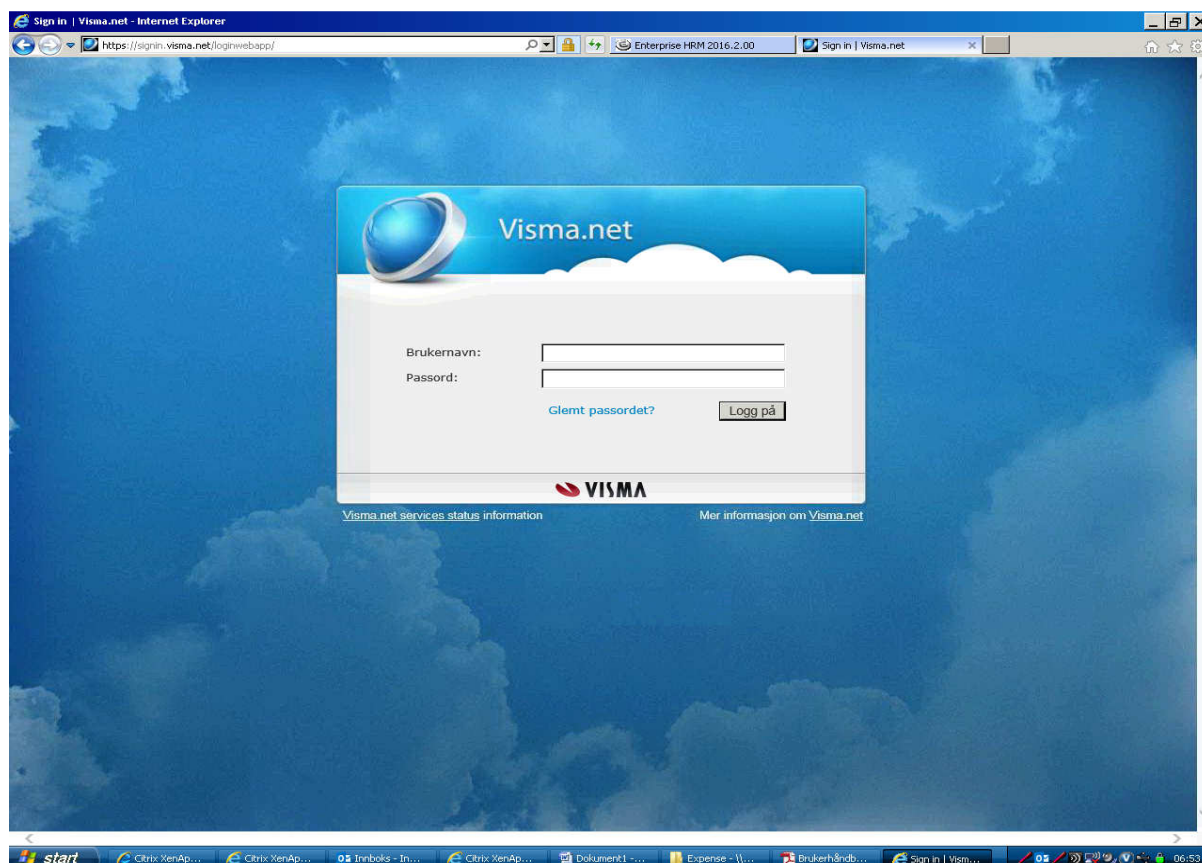 Sign in | Visma.net - Internet Explorer
https://signin.visma.net/loginwebapp/
Enterprise HRM 2016.2.00
Sign in | Visma.net
Visma.net
Brukernavn:
Passord:
Glemt passordet?
Logg på
VISMA
Visma.net services status information
Mer informasjon om Visma.net
start
Citrix XenAp...
Citrix XenAp...
Innboks - In...
Citrix XenAp...
Dokument1 -...
Expense - \\...
Brukerhåndb...
Sign in | Vism...
06:53